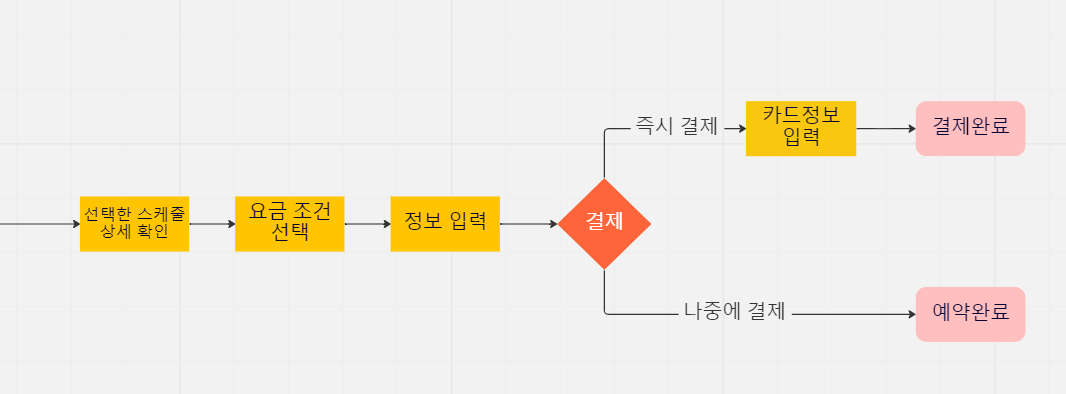 즉시 결제
카드정보
입력
결제완료
선택한 스케줄
상세 확인
요금 조건
선택
정보 입력
결제
나중에 결제
예약완료